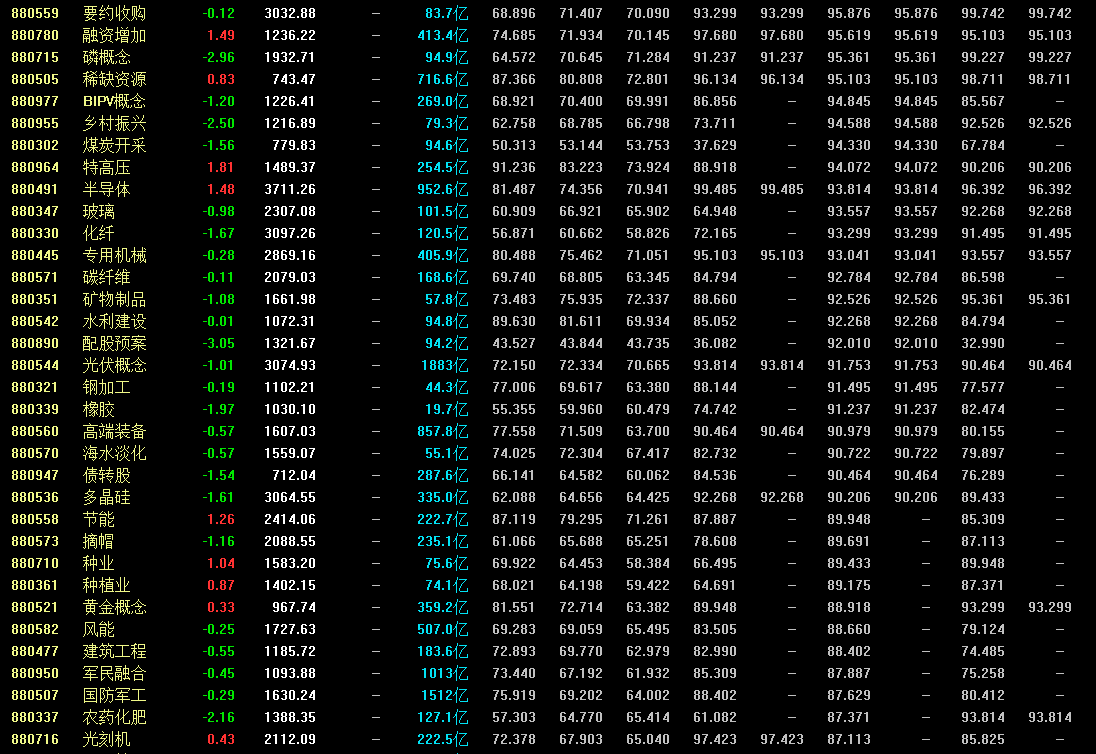 880559 要约收购 -0.12 3032.88 – 83.7亿 68.896 71.407 70.090 93.299 93.299 95.876 95.876 99.742 99.742
880780 融资增加 1.49 1236.22 – 413.4亿 74.685 71.934 70.145 97.680 97.680 95.619 95.619 95.103 95.103
880715 磷概念 -2.96 1932.71 – 94.9亿 64.572 70.645 71.284 91.237 91.237 95.361 95.361 99.227 99.227
880505 稀缺资源 0.83 743.47 – 716.6亿 87.366 80.808 72.801 96.134 96.134 95.103 95.103 98.711 98.711
880977 BIPV概念 -1.20 1226.41 – 269.0亿 68.921 70.400 69.991 86.856 – 94.845 94.845 85.567 –
880955 乡村振兴 -2.50 1216.89 – 79.3亿 62.758 68.785 66.798 73.711 – 94.588 94.588 92.526 92.526
880302 煤炭开采 -1.56 779.83 – 94.6亿 50.313 53.144 53.753 37.629 – 94.330 94.330 67.784 –
880964 特高压 1.81 1489.37 – 254.5亿 91.236 83.223 73.924 88.918 – 94.072 94.072 90.206 90.206
880491 半导体 1.48 3711.26 – 952.6亿 81.487 74.356 70.941 99.485 99.485 93.814 93.814 96.392 96.392
880347 玻璃 -0.98 2307.08 – 101.5亿 60.909 66.921 65.902 64.948 – 93.557 93.557 92.268 92.268
880330 化纤 -1.67 3097.26 – 120.5亿 56.871 60.662 58.826 72.165 – 93.299 93.299 91.495 91.495
880445 专用机械 -0.28 2869.16 – 405.9亿 80.488 75.462 71.051 95.103 95.103 93.041 93.041 93.557 93.557
880571 碳纤维 -0.11 2079.03 – 168.6亿 69.740 68.805 63.345 84.794 – 92.784 92.784 86.598 –
880351 矿物制品 -1.08 1661.98 – 57.8亿 73.483 75.935 72.337 88.660 – 92.526 92.526 95.361 95.361
880542 水利建设 -0.01 1072.31 – 94.8亿 89.630 81.611 69.934 85.052 – 92.268 92.268 84.794 –
880890 配股预案 -3.05 1321.67 – 94.2亿 43.527 43.844 43.735 36.082 – 92.010 92.010 32.990 –
880544 光伏概念 -1.01 3074.93 – 1883亿 72.150 72.334 70.665 93.814 93.814 91.753 91.753 90.464 90.464
880321 钢加工 -0.19 1102.21 – 44.3亿 77.006 69.617 63.380 88.144 – 91.495 91.495 77.577 –
880339 橡胶 -1.97 1030.10 – 19.7亿 55.355 59.960 60.479 74.742 – 91.237 91.237 82.474 –
880560 高端装备 -0.57 1607.03 – 857.8亿 77.558 71.509 63.700 90.464 90.464 90.979 90.979 80.155 –
880570 海水淡化 -0.57 1559.07 – 55.1亿 74.025 72.304 67.417 82.732 – 90.722 90.722 79.897 –
880947 债转股 -1.54 712.04 – 287.6亿 66.141 64.582 60.062 84.536 – 90.464 90.464 76.289 –
880536 多晶硅 -1.61 3064.55 – 335.0亿 62.088 64.656 64.425 92.268 92.268 90.206 90.206 89.433 –
880558 节能 1.26 2414.06 – 222.7亿 87.119 79.295 71.261 87.887 – 89.948 – 85.309 –
880573 摘帽 -1.16 2088.55 – 235.1亿 61.066 65.688 65.251 78.608 – 89.691 – 87.113 –
880710 种业 1.04 1583.20 – 75.6亿 69.922 64.453 58.384 66.495 – 89.433 – 89.948 –
880361 种植业 0.87 1402.15 – 74.1亿 68.021 64.198 59.422 64.691 – 89.175 – 87.371 –
880521 黄金概念 0.33 967.74 – 359.2亿 81.551 72.714 63.382 89.948 – 88.918 – 93.299 93.299
880582 风能 -0.25 1727.63 – 507.0亿 69.283 69.059 65.495 83.505 – 88.660 – 79.124 –
880477 建筑工程 -0.55 1185.72 – 183.6亿 72.893 69.770 62.979 82.990 – 88.402 – 74.485 –
880950 军民融合 -0.45 1093.88 – 1013亿 73.440 67.192 61.932 85.309 – 87.887 – 75.258 –
880507 国防军工 -0.29 1630.24 – 1512亿 75.919 69.202 64.002 88.402 – 87.629 – 80.412 –
880337 农药化肥 -2.16 1388.35 – 127.1亿 57.303 64.770 65.414 61.082 – 87.371 – 93.814 93.814
880716 光刻机 0.43 2112.09 – 222.5亿 72.378 67.903 65.040 97.423 97.423 87.113 – 85.825 –